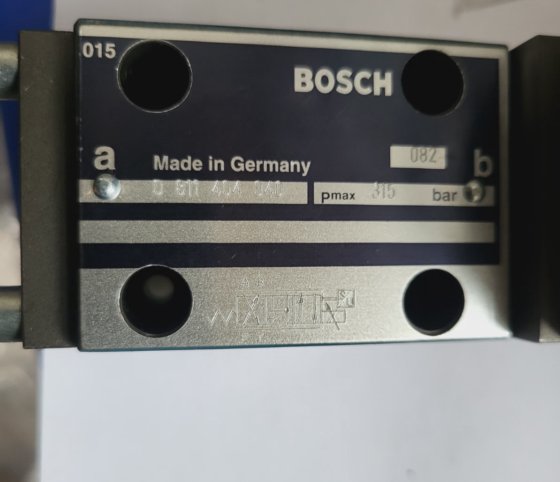 015
BOSCH
082
a
b
Made in Germany
0 811 404 040
pmax 315 bar
A B